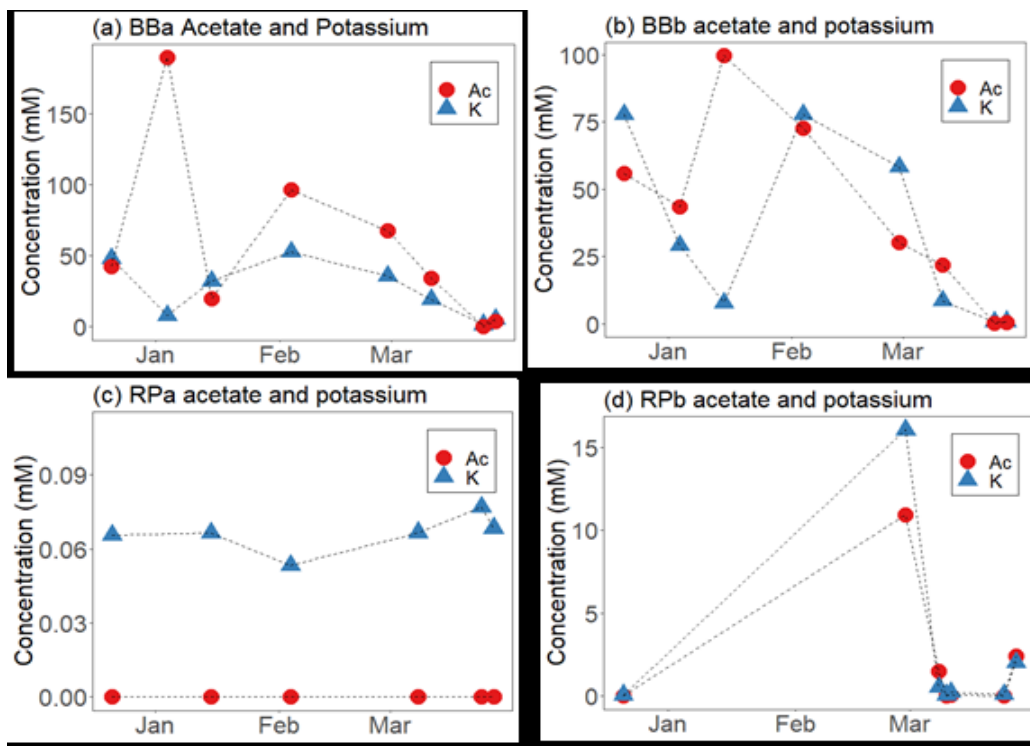 (a) BBa Acetate and Potassium
Concentration (mM)
150
100
50
0
Ac
K
Jan Feb Mar
(b) BBb acetate and potassium
Concentration (mM)
100
75
50
25
0
Ac
K
Jan Feb Mar
(c) RPa acetate and potassium
Concentration (mM)
0.09
0.06
0.03
0.00
Ac
K
Jan Feb Mar
(d) RPb acetate and potassium
Concentration (mM)
15
10
5
0
Ac
K
Jan Feb Mar